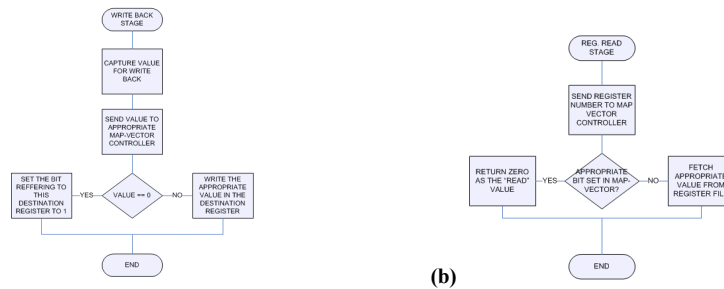 WRITE BACK
STAGE
CAPTURE VALUE
FOR WRITE
BACK
SEND VALUE TO
APPROPRIATE
MAP-VECTOR
CONTROLLER
SET THE BIT
REFFERING TO
THIS
DESTINATION
REGISTER TO 1
YES
VALUE == 0
NO
WRITE THE
APPROPRIATE
VALUE IN THE
DESTINATION
REGISTER
END
(b)
REG. READ
STAGE
SEND REGISTER
NUMBER TO MAP
VECTOR
CONTROLLER
RETURN ZERO
AS THE "READ"
VALUE
YES
APPROPRIATE
BIT SET IN MAP-
VECTOR?
NO
FETCH
APPROPRIATE
VALUE FROM
REGISTER FIL
END